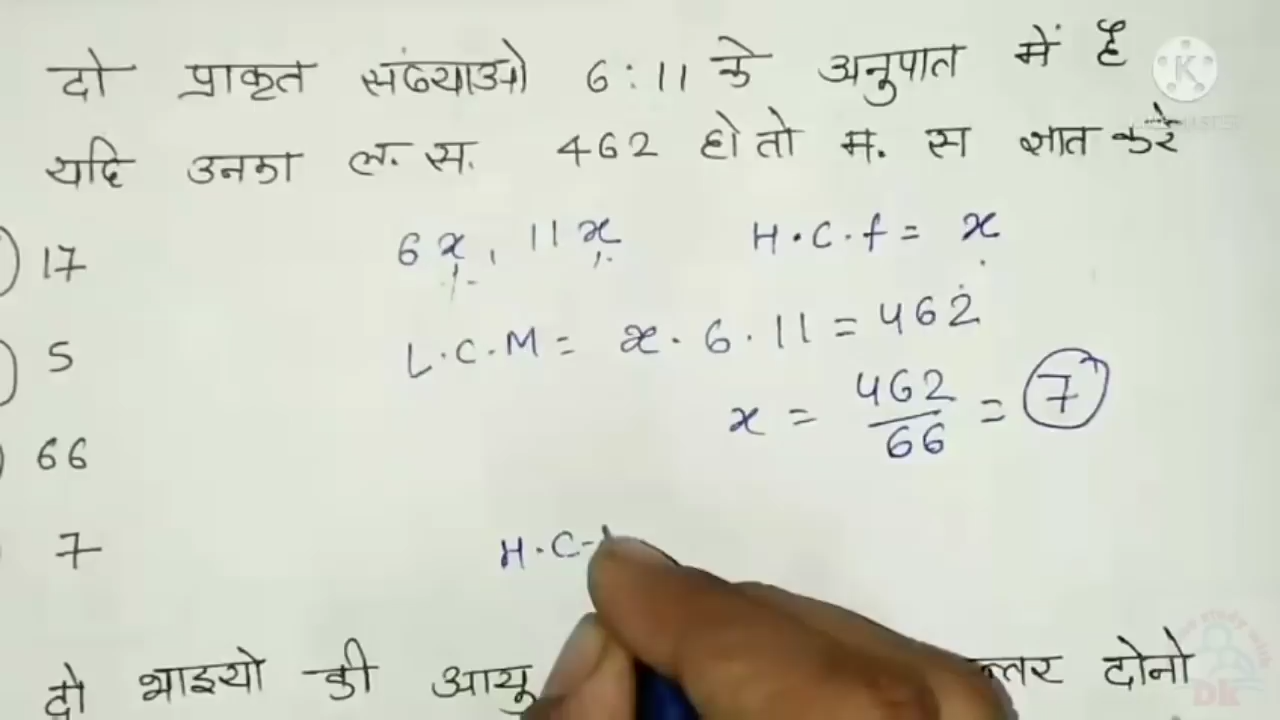 दो प्राकृत संख्याओ 6:11 के अनुपात में है
यदि उनका ल. स. 462 हो तो म. स ज्ञात करे
17
6x, 11x
H.C.f = x
5
L.C.M = x . 6 . 11 = 462
x = 462/66 = 7
66
7
H.C
दो भाइयो की आयु
दोनो
K
DK